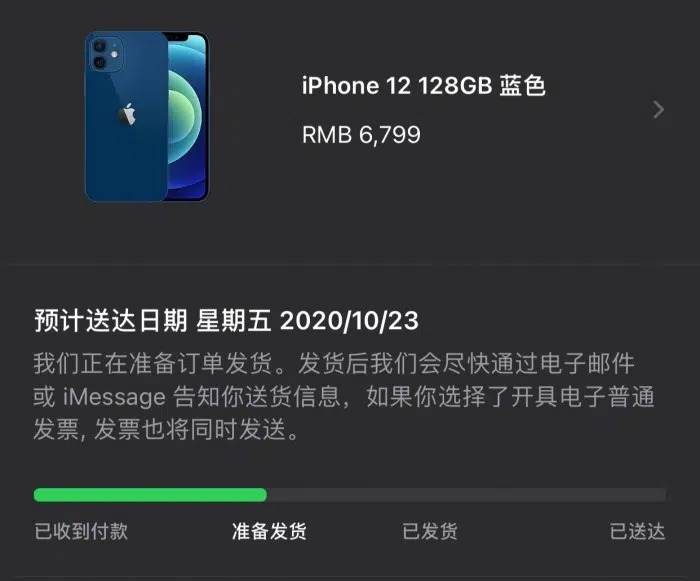 iPhone 12 128GB 蓝色
RMB 6,799
预计送达日期 星期五 2020/10/23
我们正在准备订单发货。发货后我们会尽快通过电子邮件
或 iMessage 告知你送货信息，如果你选择了开具电子普通
发票, 发票也将同时发送。
已收到付款
准备发货
已发货
已送达